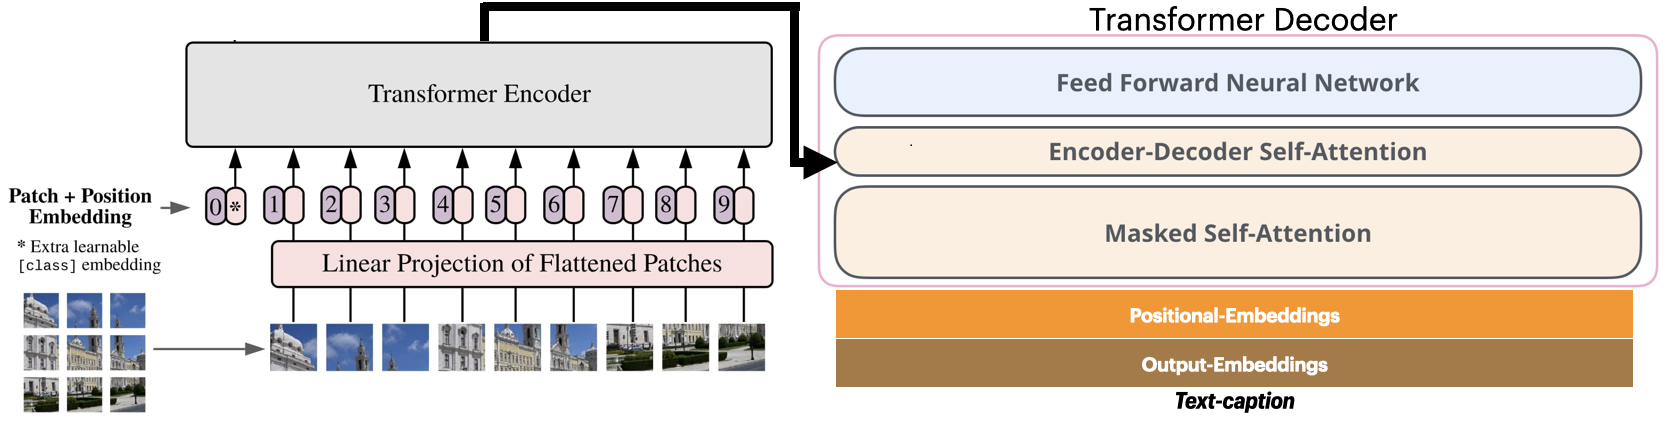 Transformer Encoder
Patch + Position
Embedding
0 * 1 2 3 4 5 6 7 8 9
* Extra learnable
[class] embedding
Linear Projection of Flattened Patches
Transformer Decoder
Feed Forward Neural Network
Encoder-Decoder Self-Attention
Masked Self-Attention
Positional-Embeddings
Output-Embeddings
Text-caption